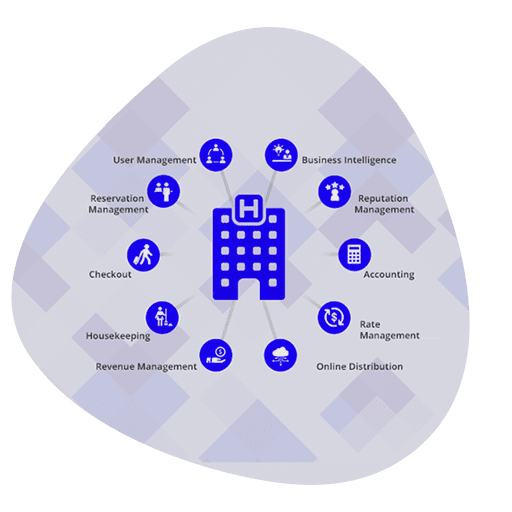 User Management
Business Intelligence
Reservation
Management
H
Reputation
Management
Checkout
Accounting
Housekeeping
Rate
Management
Revenue Management
Online Distribution